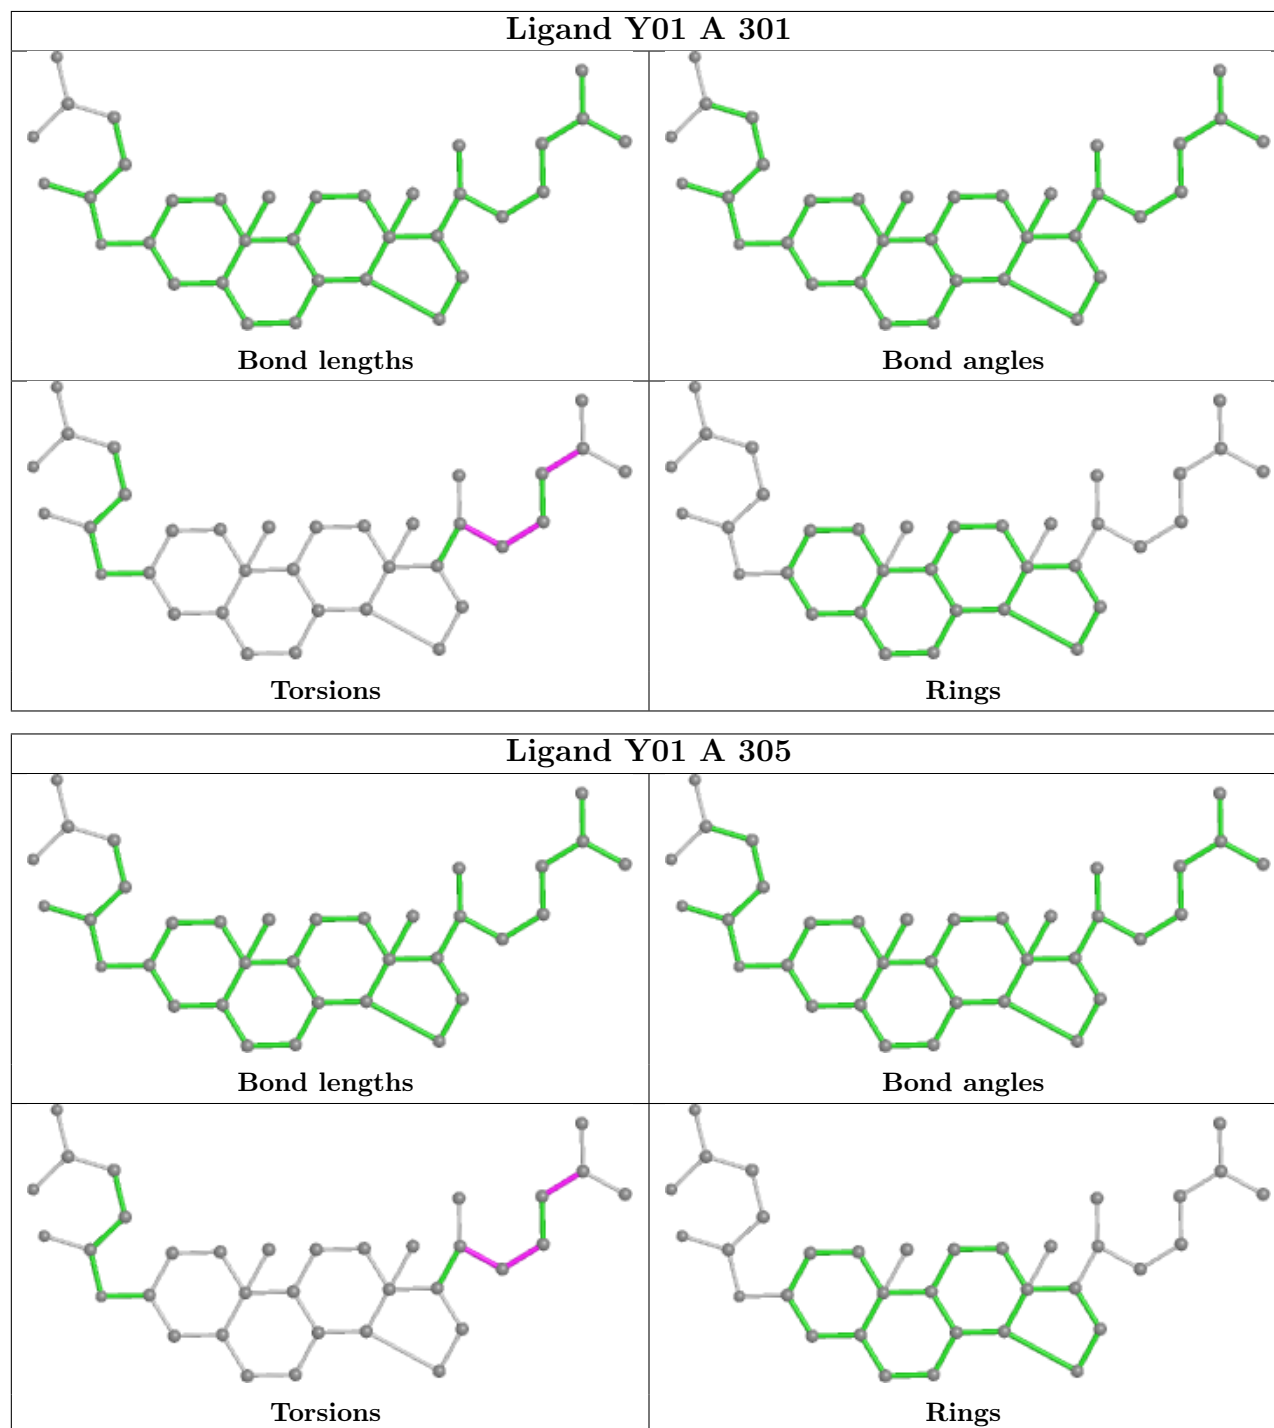 Ligand Y01 A 301
Bond lengths
Bond angles
Torsions
Rings
Ligand Y01 A 305
Bond lengths
Bond angles
Torsions
Rings